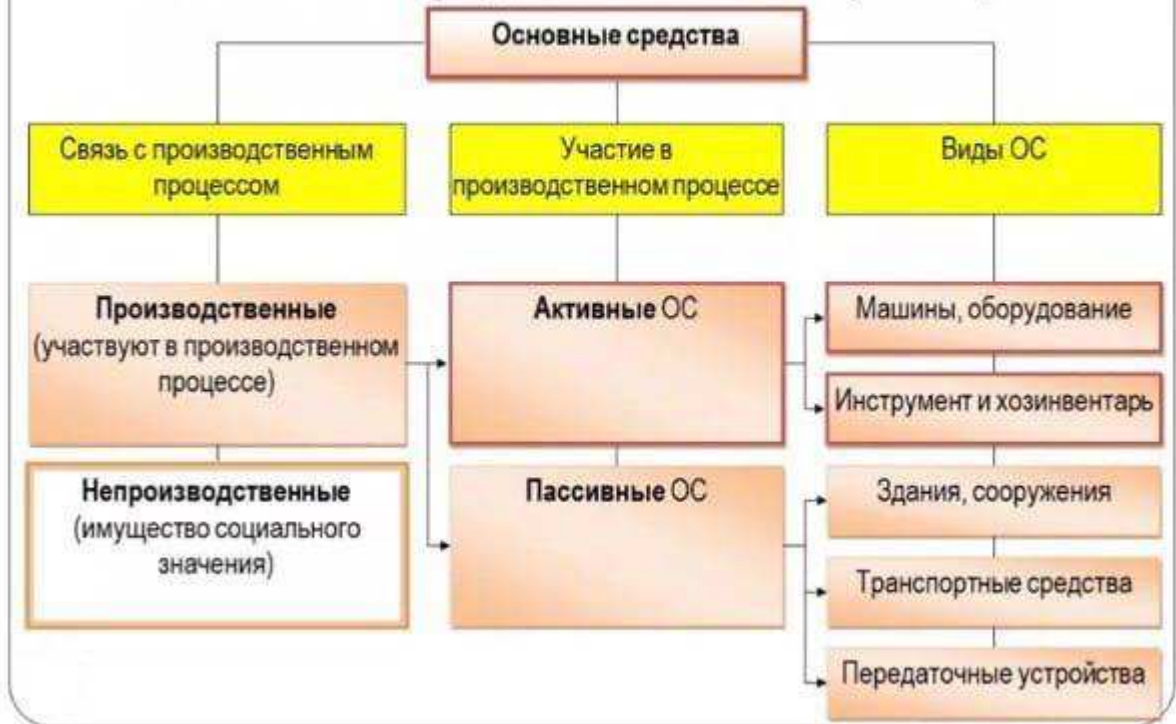 Основные средства
Связь с производственным
процессом
Участие в
производственном процессе
Виды ОС
Производственные
(участвуют в производственном
процессе)
Непроизводственные
(имущество социального
значения)
Активные ОС
Пассивные ОС
Машины, оборудование
Инструмент и хозинвентарь
Здания, сооружения
Транспортные средства
Передаточные устройства